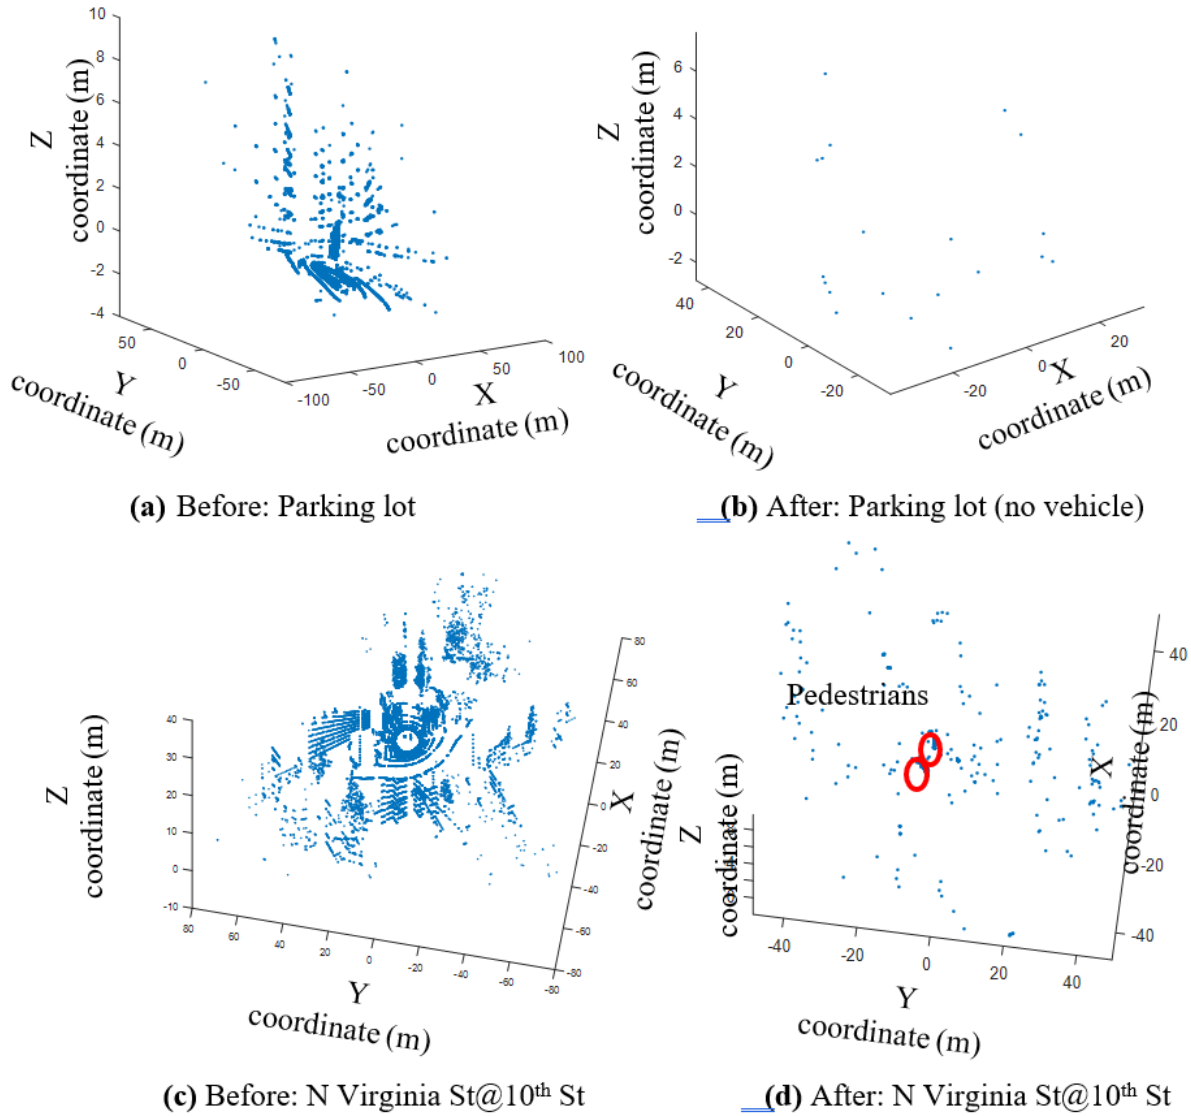 10
8
6
4
2
0
-2
-4
Z
coordinate (m)
50
0
-50
Y
coordinate (m)
-100
-50
0
50
100
X
coordinate (m)
(a) Before: Parking lot
6
4
2
0
-2
Z
coordinate (m)
40
20
0
-20
Y
coordinate (m)
-20
0
20
X
coordinate (m)
(b) After: Parking lot (no vehicle)
40
30
20
10
0
-10
Z
coordinate (m)
80
60
40
20
0
-20
-40
-60
-80
Y
coordinate (m)
80
60
40
20
0
-20
-40
-60
-80
X
coordinate (m)
(c) Before: N Virginia St@10th St
Pedestrians
Z
coordinate (m)
-40
-20
0
20
40
Y
coordinate (m)
40
20
0
-20
-40
X
coordinate (m)
(d) After: N Virginia St@10th St